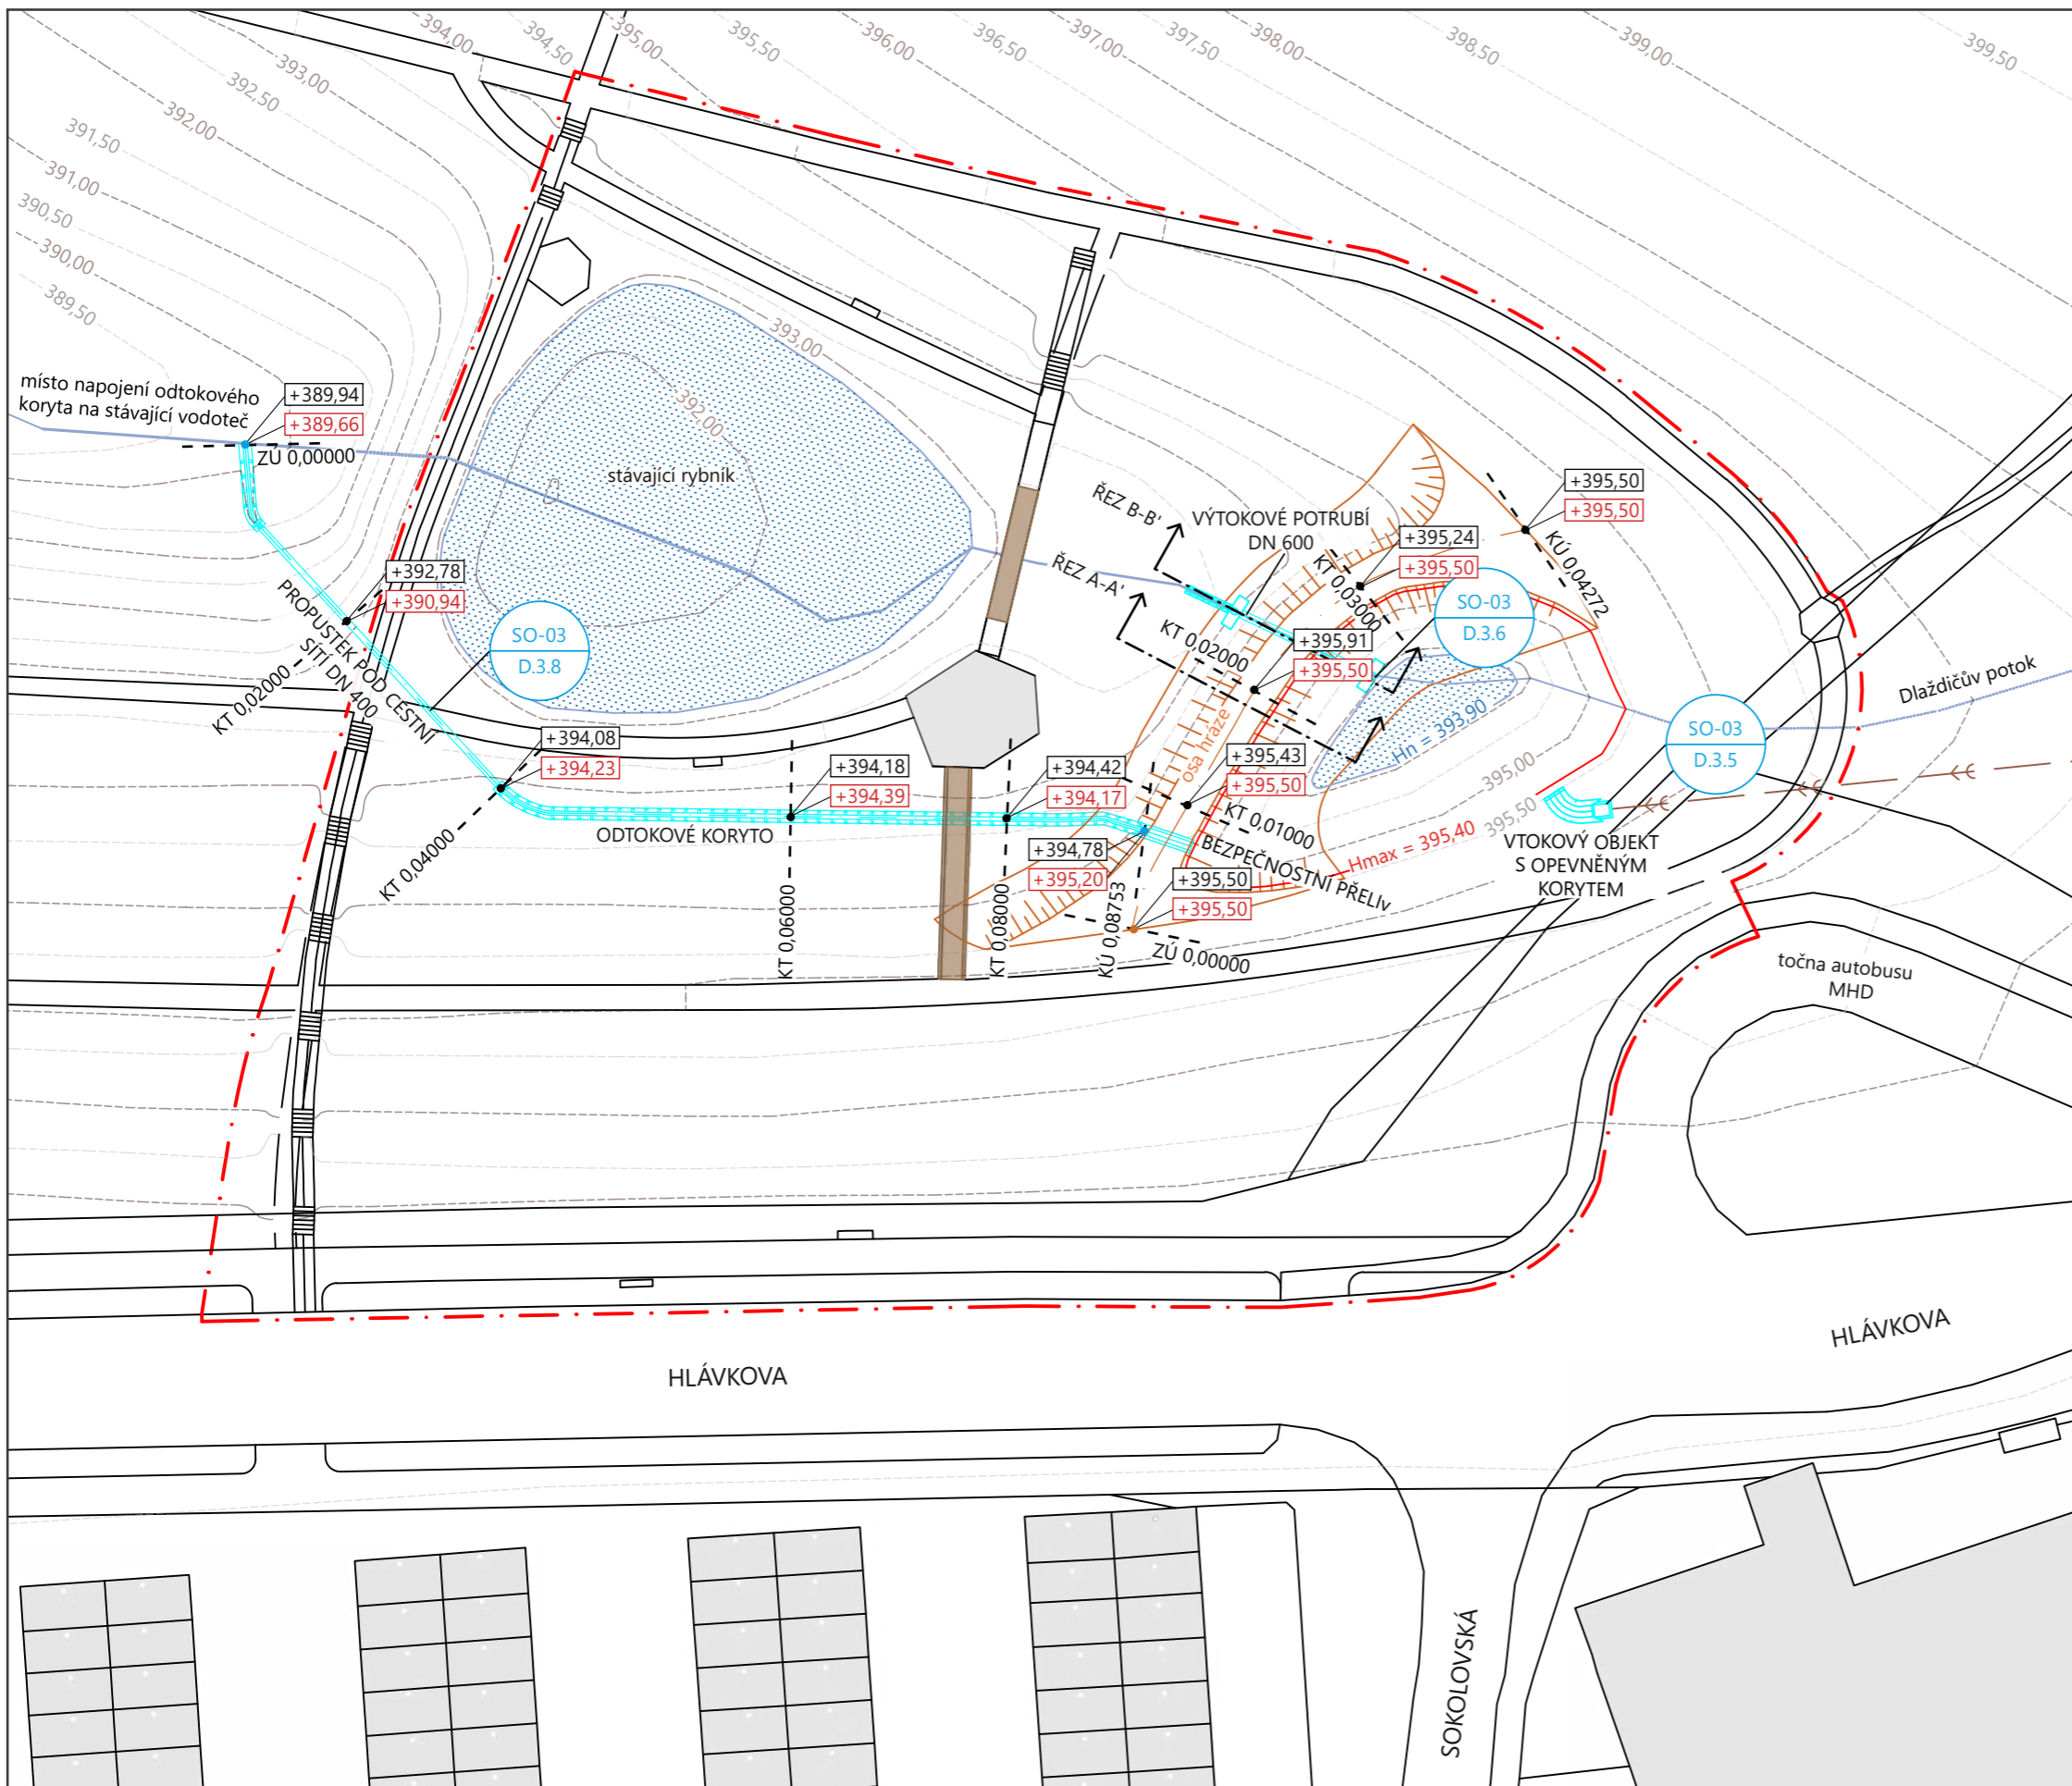 394,00
394,50
395,00
395,50
396,00
396,50
397,00
397,50
398,00
398,50
399,00
399,50
393,00
392,50
392,00
391,50
391,00
390,50
390,00
389,50
393,00
392,00
místo napojení odtokového
koryta na stávající vodoteč
+389,94
+389,66
ZÚ 0,00000
stávající rybník
+392,78
+390,94
PROPUSTEK POD CESTNÍ
SÍTÍ DN 400
KT 0,02000
SO-03
D.3.8
+394,08
+394,23
KT 0,04000
ODTOKOVÉ KORYTO
+394,18
+394,39
KT 0,06000
+394,42
+394,17
KT 0,08000
+394,78
+395,20
KÚ 0,08753
ŘEZ B-B'
ŘEZ A-A'
VÝTOKOVÉ POTRUBÍ
DN 600
+395,50
+395,50
KÚ 0,04272
+395,24
+395,50
KT 0,03000
SO-03
D.3.6
+395,91
+395,50
KT 0,02000
osa hráze
Hn = 393,90
+395,43
+395,50
KT 0,01000
BEZPEČNOSTNÍ PŘELIv
+395,50
+395,50
ZÚ 0,00000
Hmax = 395,40
395,00
395,50
SO-03
D.3.5
Dlaždičův potok
VTOKOVÝ OBJEKT
S OPEVNĚNÝM
KORYTEM
točna autobusu
MHD
HLÁVKOVA
HLÁVKOVA
SOKOLOVSKÁ